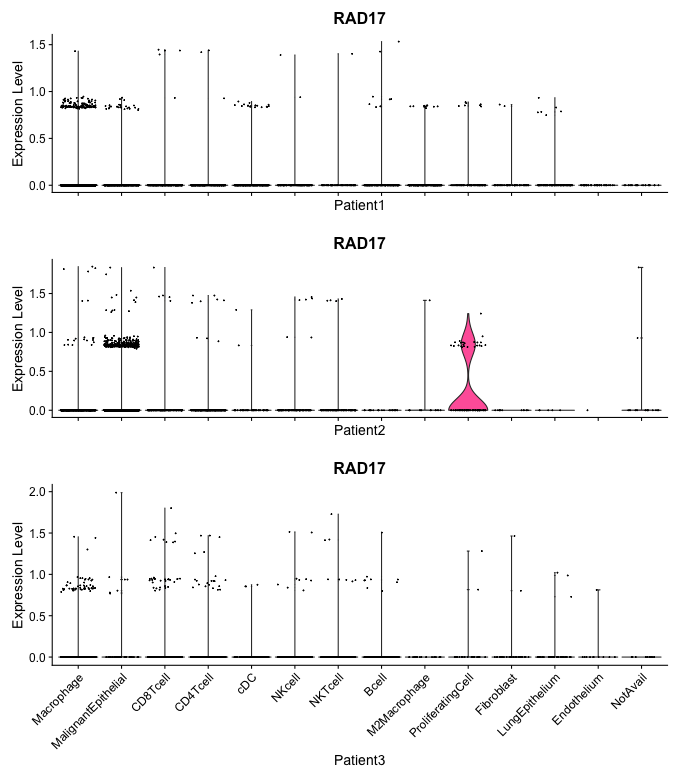 RAD17
Expression Level
1.5
1.0
0.5
0.0
Patient1
RAD17
Expression Level
1.5
1.0
0.5
0.0
Patient2
RAD17
Expression Level
2.0
1.5
1.0
0.5
0.0
Macrophage
MalignantEpithelial
CD8Tcell
CD4Tcell
cDC
NKcell
NKTcell
Bcell
M2Macrophage
ProliferatingCell
Fibroblast
LungEpithelium
Endothelium
NotAvail
Patient3